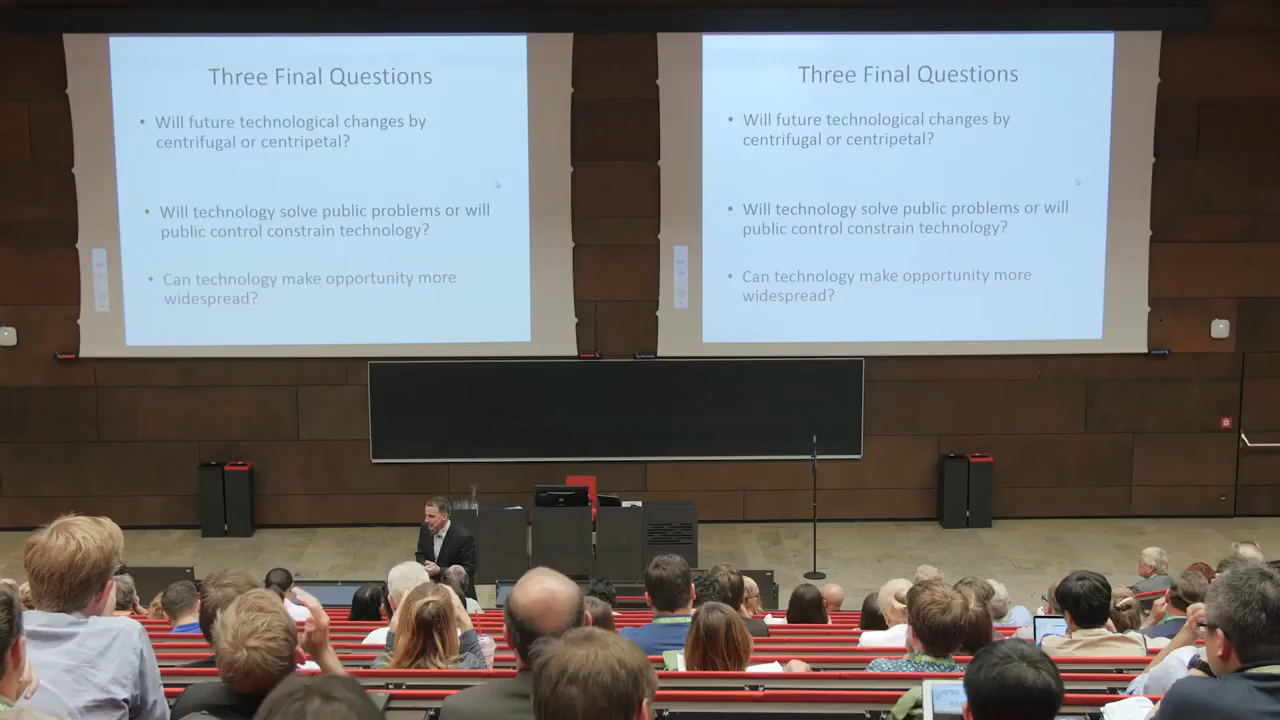 Three Final Questions
• Will future technological changes by
centrifugal or centripetal?
• Will technology solve public problems or will
public control constrain technology?
• Can technology make opportunity more
widespread?
Three Final Questions
• Will future technological changes by
centrifugal or centripetal?
• Will technology solve public problems or will
public control constrain technology?
• Can technology make opportunity more
widespread?